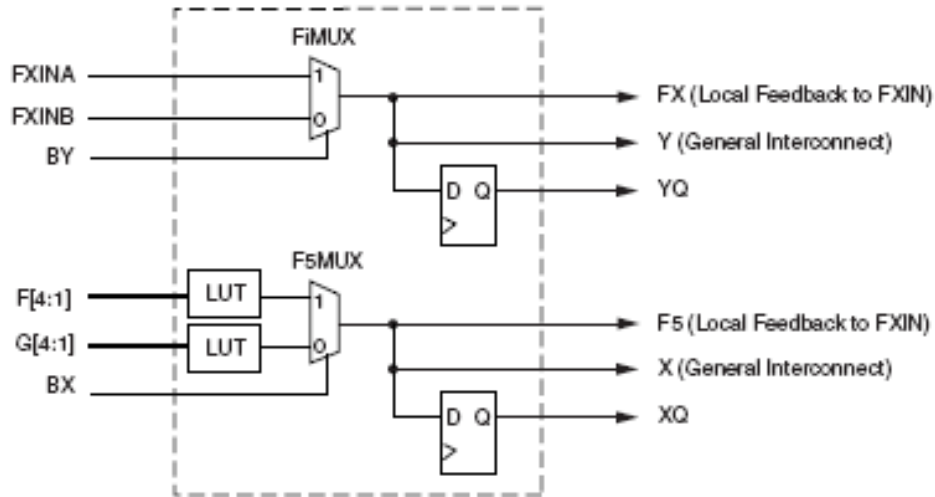 FiMUX
FXINA
1
FX (Local Feedback to FXIN)
FXINB
0
Y (General Interconnect)
BY
D Q
YQ
F5MUX
F[4:1]
LUT
1
F5 (Local Feedback to FXIN)
G[4:1]
LUT
0
X (General Interconnect)
BX
D Q
XQ